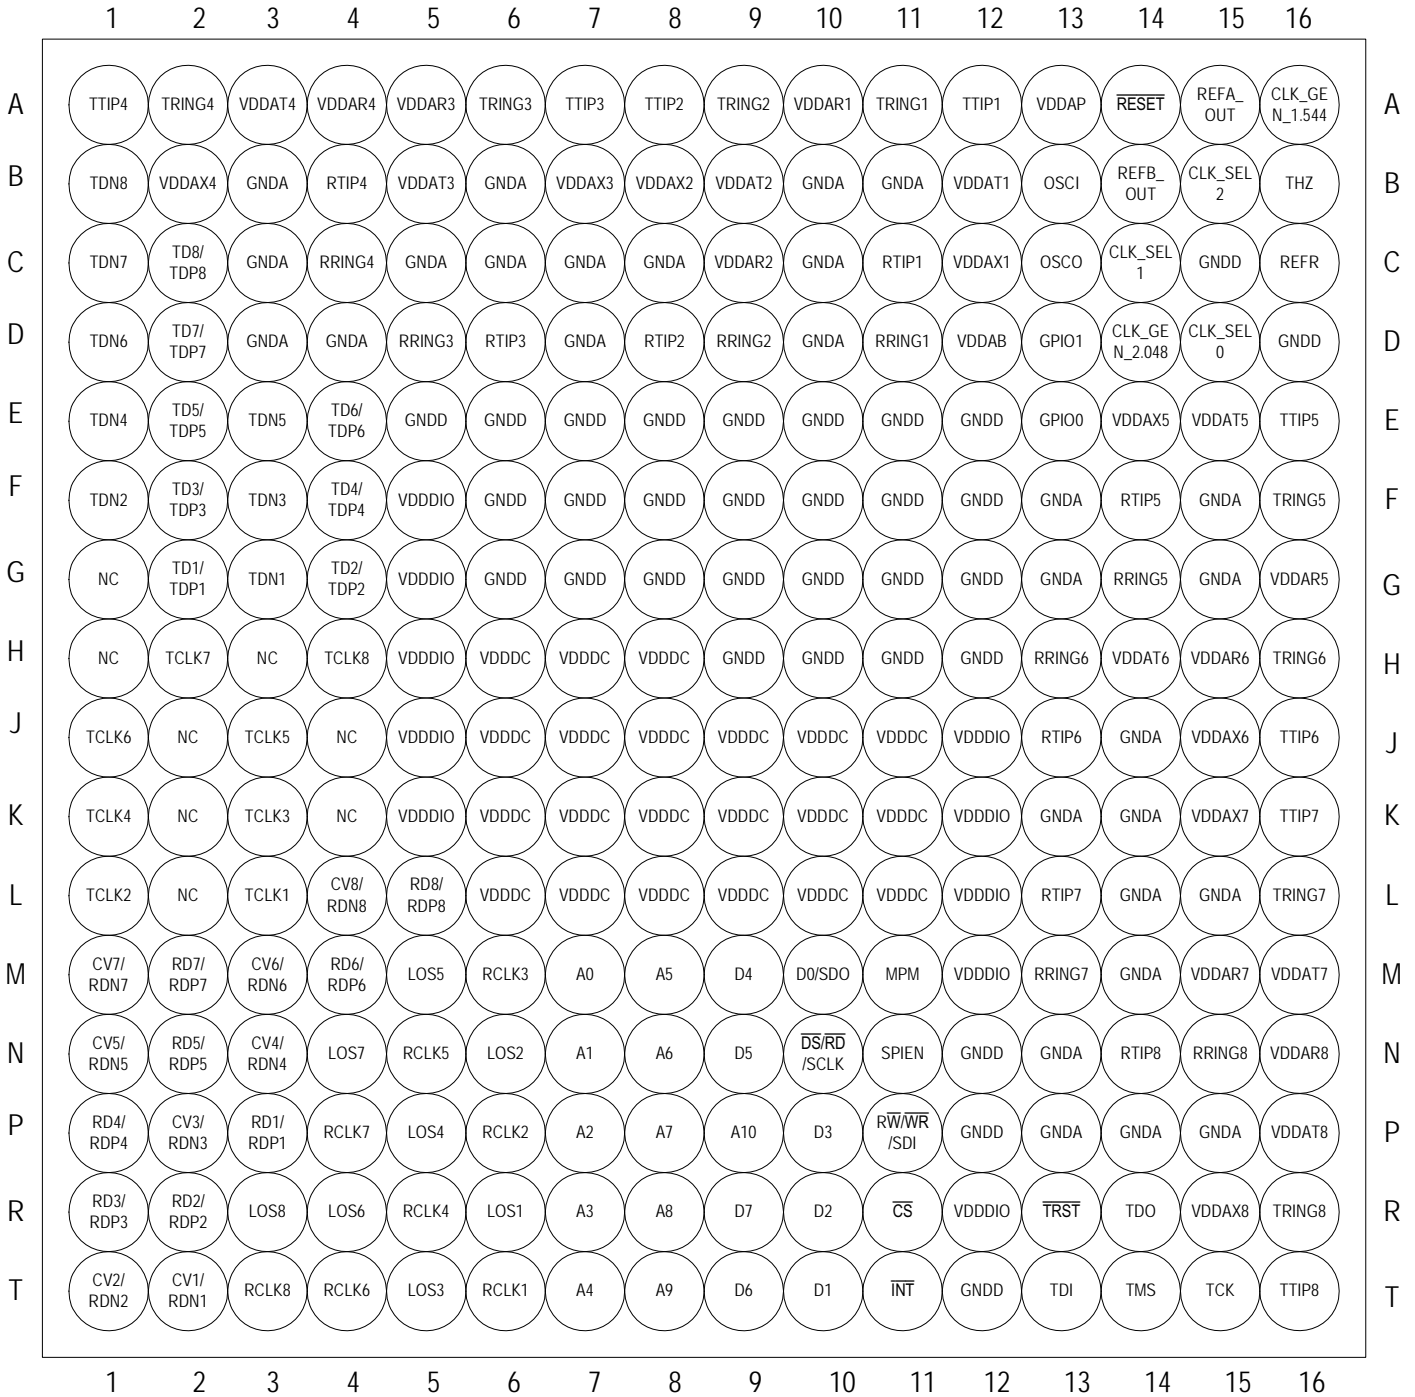 1 2 3 4 5 6 7 8 9 10 11 12 13 14 15 16
A TTIP4 TRING4 VDDAT4 VDDAR4 VDDAR3 TRING3 TTIP3 TTIP2 TRING2 VDDAR1 TRING1 TTIP1 VDDAP RESET REFA_ CLK_GE A
OUT N_1.544
B TDN8 VDDAX4 GNDA RTIP4 VDDAT3 GNDA VDDAX3 VDDAX2 VDDAT2 GNDA GNDA VDDAT1 OSCI REFB_ CLK_SEL THZ B
OUT 2
C TDN7 TD8/ GNDA RRING4 GNDA GNDA GNDA GNDA VDDAR2 GNDA RTIP1 VDDAX1 OSCO CLK_SEL GNDD REFR C
TDP8 1
D TDN6 TD7/ GNDA GNDA RRING3 RTIP3 GNDA RTIP2 RRING2 GNDA RRING1 VDDAB GPIO1 CLK_GE CLK_SEL GNDD D
TDP7 N_2.048 0
E TDN4 TD5/ TDN5 TD6/ GNDD GNDD GNDD GNDD GNDD GNDD GNDD GNDD GPIO0 VDDAX5 VDDAT5 TTIP5 E
TDP5 TDP6
F TDN2 TD3/ TDN3 TD4/ VDDDIO GNDD GNDD GNDD GNDD GNDD GNDD GNDD GNDA RTIP5 GNDA TRING5 F
TDP3 TDP4
G NC TD1/ TDN1 TD2/ VDDDIO GNDD GNDD GNDD GNDD GNDD GNDD GNDD GNDA RRING5 GNDA VDDAR5 G
TDP1 TDP2
H NC TCLK7 NC TCLK8 VDDDIO VDDDC VDDDC VDDDC GNDD GNDD GNDD GNDD RRING6 VDDAT6 VDDAR6 TRING6 H
J TCLK6 NC TCLK5 NC VDDDIO VDDDC VDDDC VDDDC VDDDC VDDDC VDDDC VDDDIO RTIP6 GNDA VDDAX6 TTIP6 J
K TCLK4 NC TCLK3 NC VDDDIO VDDDC VDDDC VDDDC VDDDC VDDDC VDDDC VDDDIO GNDA GNDA VDDAX7 TTIP7 K
L TCLK2 NC TCLK1 CV8/ RD8/ VDDDC VDDDC VDDDC VDDDC VDDDC VDDDC VDDDIO RTIP7 GNDA GNDA TRING7 L
RDN8 RDP8
M CV7/ RD7/ CV6/ RD6/ LOS5 RCLK3 A0 A5 D4 D0/SDO MPM VDDDIO RRING7 GNDA VDDAR7 VDDAT7 M
RDN7 RDP7 RDN6 RDP6
N CV5/ RD5/ CV4/ LOS7 RCLK5 LOS2 A1 A6 D5 DS/RD SPIEN GNDD GNDA RTIP8 RRING8 VDDAR8 N
RDN5 RDP5 RDN4 /SCLK
P RD4/ CV3/ RD1/ RCLK7 LOS4 RCLK2 A2 A7 A10 D3 RW/WR GNDD GNDA GNDA GNDA VDDAT8 P
RDP4 RDN3 RDP1 /SDI
R RD3/ RD2/ LOS8 LOS6 RCLK4 LOS1 A3 A8 D7 D2 CS VDDDIO TRST TDO VDDAX8 TRING8 R
RDP3 RDP2
T CV2/ CV1/ RCLK8 RCLK6 LOS3 RCLK1 A4 A9 D6 D1 INT GNDD TDI TMS TCK TTIP8 T
RDN2 RDN1
1 2 3 4 5 6 7 8 9 10 11 12 13 14 15 16